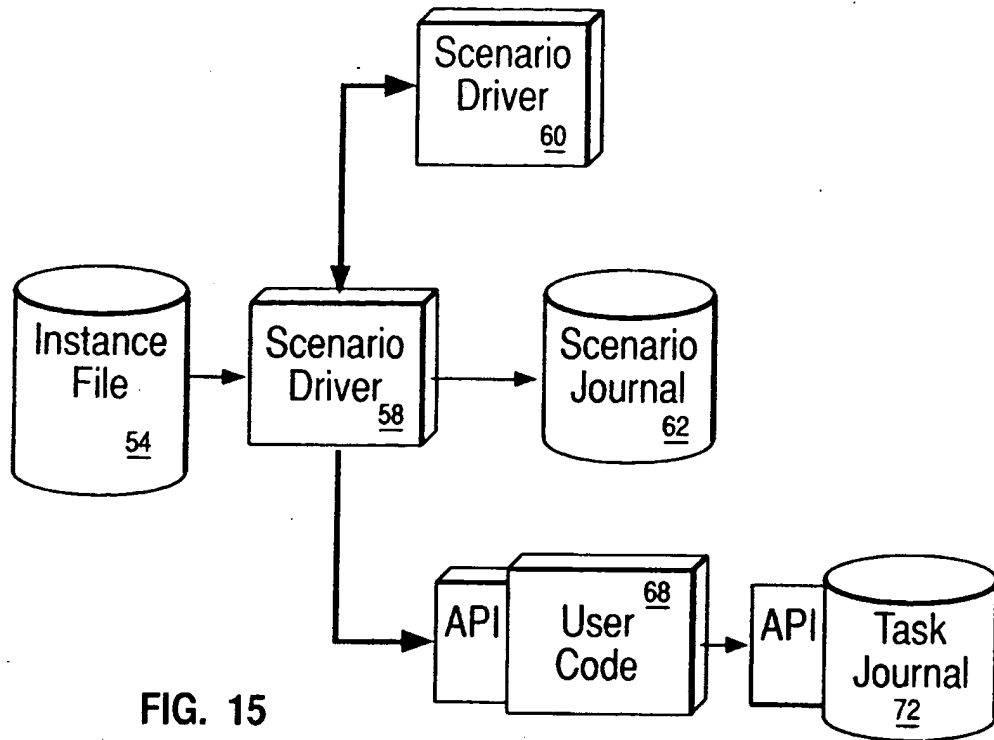 Scenario
Driver
60
Instance
File
54
Scenario
Driver
58
Scenario
Journal
62
API
User
Code
68
API
Task
Journal
72
FIG. 15